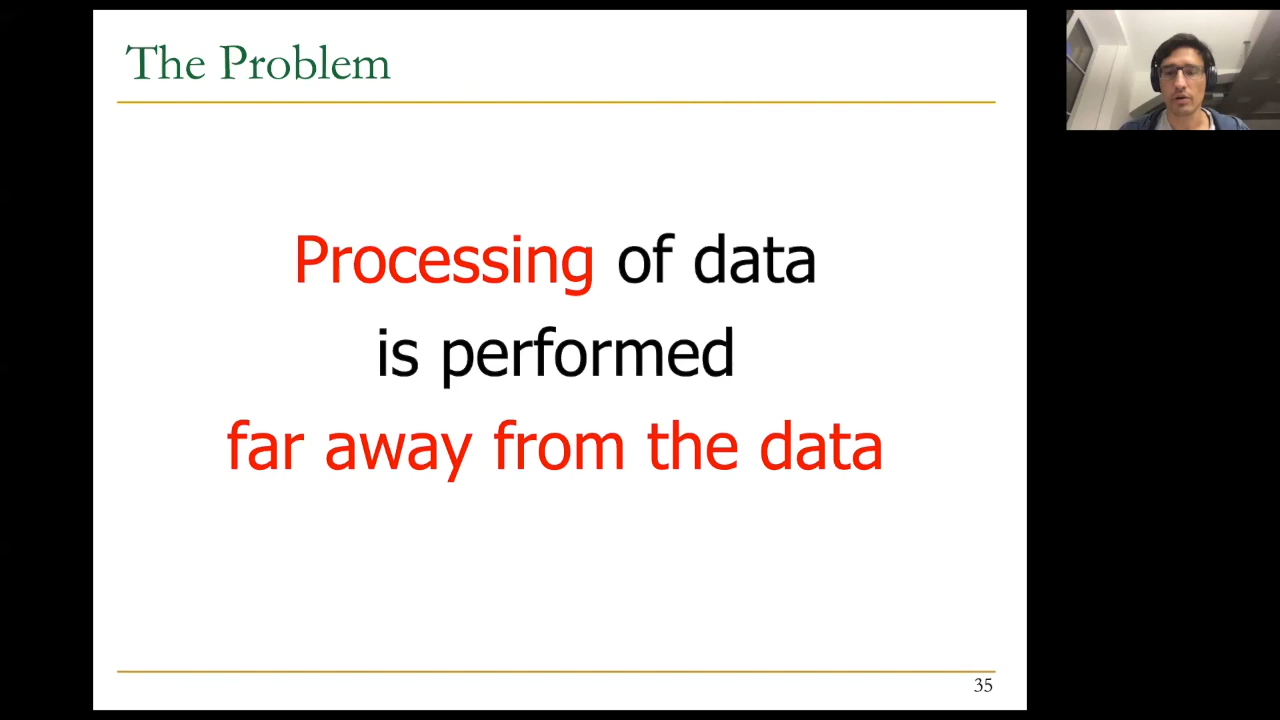 The Problem
Processing of data
is performed
far away from the data
35